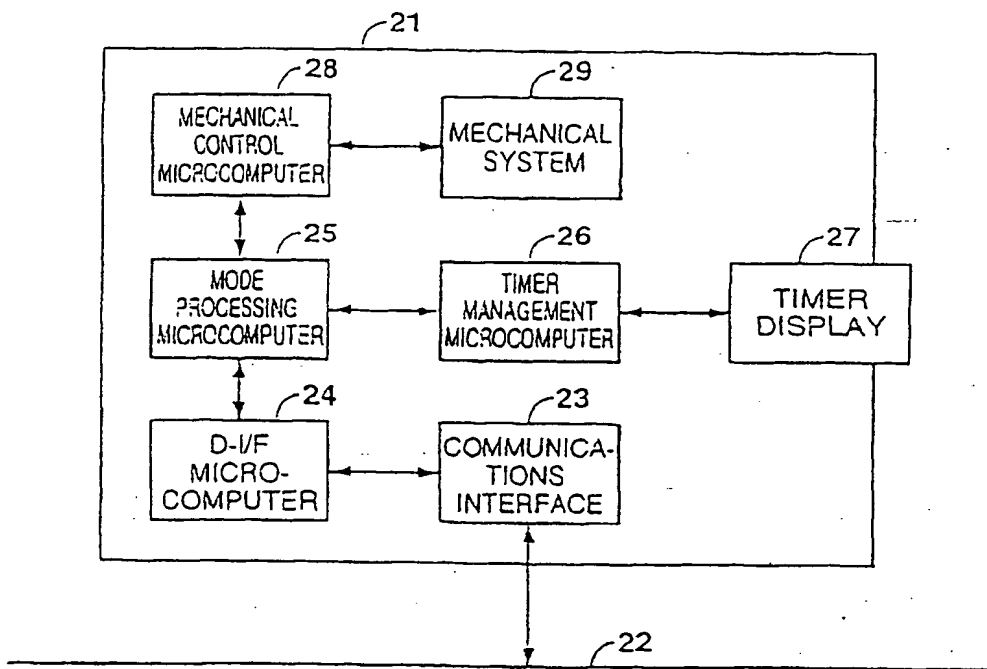 21
28
29
MECHANICAL
CONTROL
MICROCOMPUTER
MECHANICAL
SYSTEM
25
26
27
MODE
PROCESSING
MICROCOMPUTER
TIMER
MANAGEMENT
MICROCOMPUTER
TIMER
DISPLAY
24
23
D-I/F
MICRO-
COMPUTER
COMMUNICA-
TIONS
INTERFACE
22